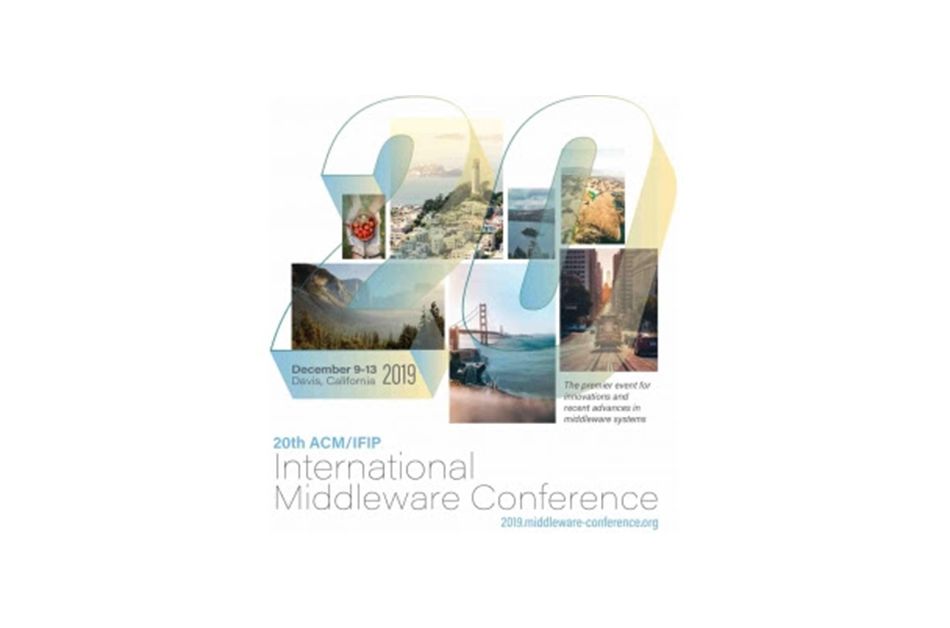 20
December 9-13
Davis, California 2019
The premier event for
innovations and
recent advances in
middleware systems
20th ACM/IFIP
International
Middleware Conference
2019.middleware-conference.org